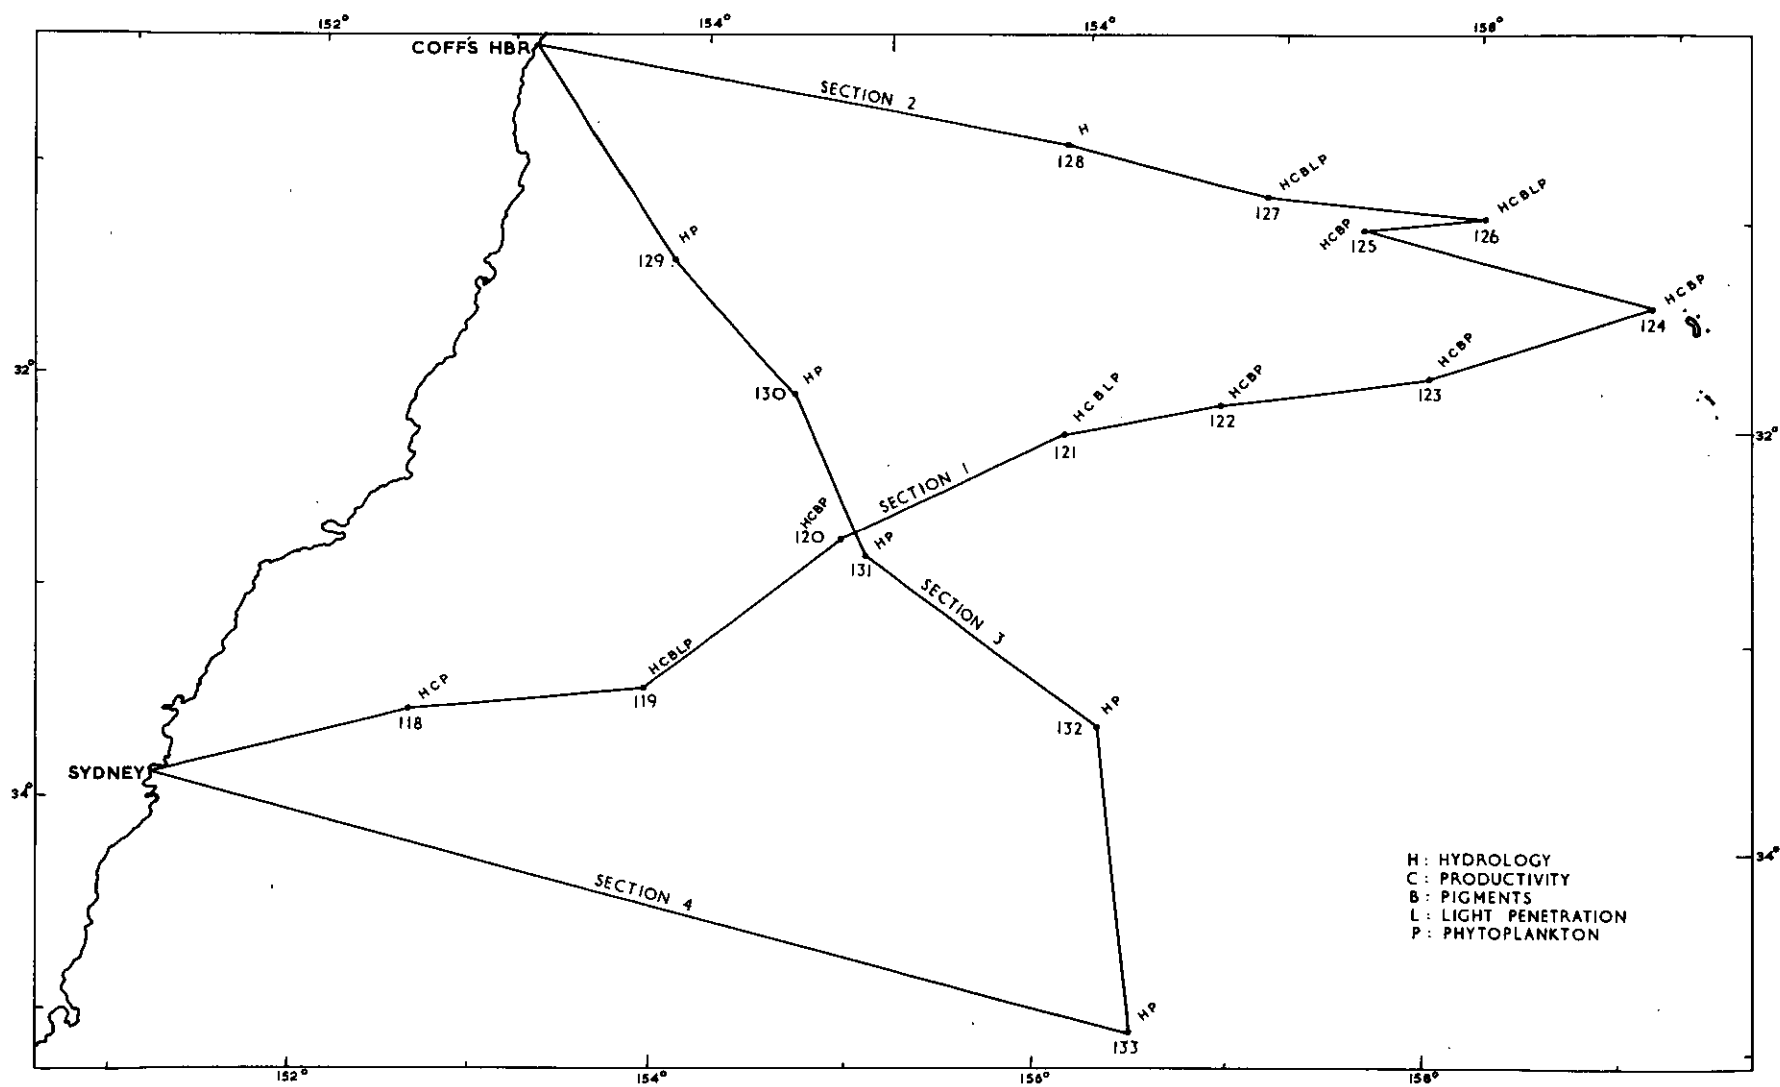 152° 154° 154° 158°
COFFS HBR
SECTION 2
H
128
HCBLP
127
HCBLP
126
HCBP
125
HP
129
HCBP
124
32°
HP
130
HCBP
123
HCBLP
121
HCBP
122
32°
SECTION 1
HCBP
120
HP
131
SECTION 3
HCBLP
119
HCP
118
HP
132
SYDNEY
34°
34°
SECTION 4
H : HYDROLOGY
C : PRODUCTIVITY
B : PIGMENTS
L : LIGHT PENETRATION
P : PHYTOPLANKTON
HP
133
152° 154° 156° 158°